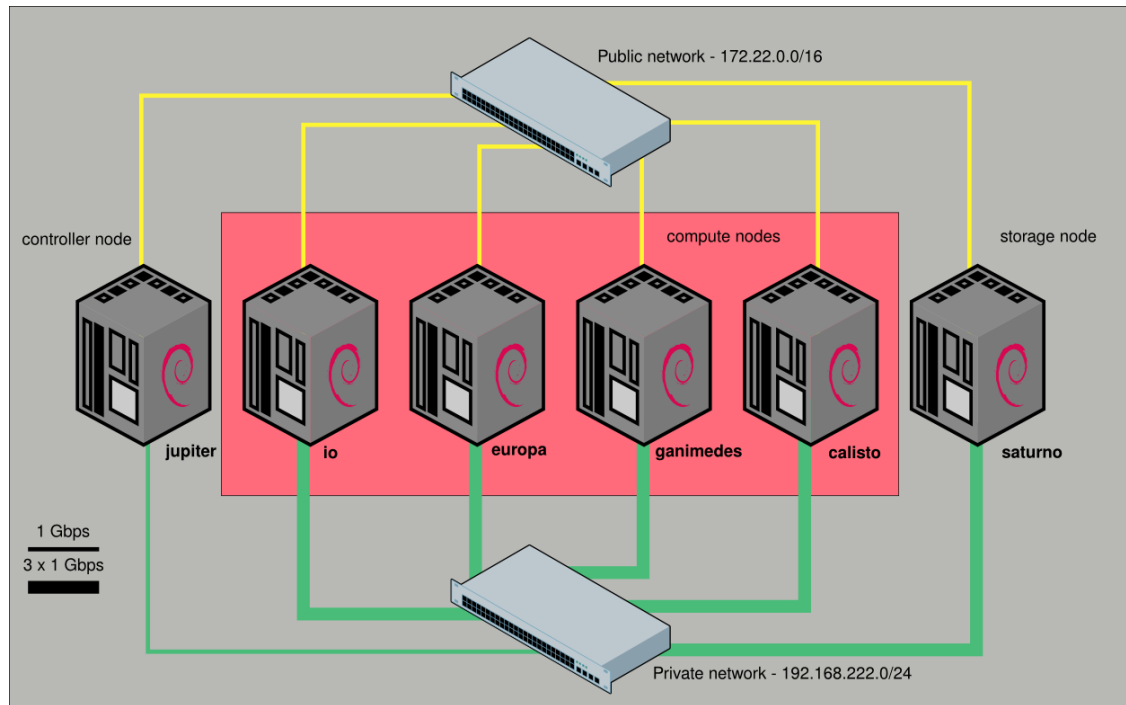 Public network - 172.22.0.0/16
controller node
compute nodes
storage node
jupiter
io
europa
ganimedes
calisto
saturno
1 Gbps
3 x 1 Gbps
Private network - 192.168.222.0/24